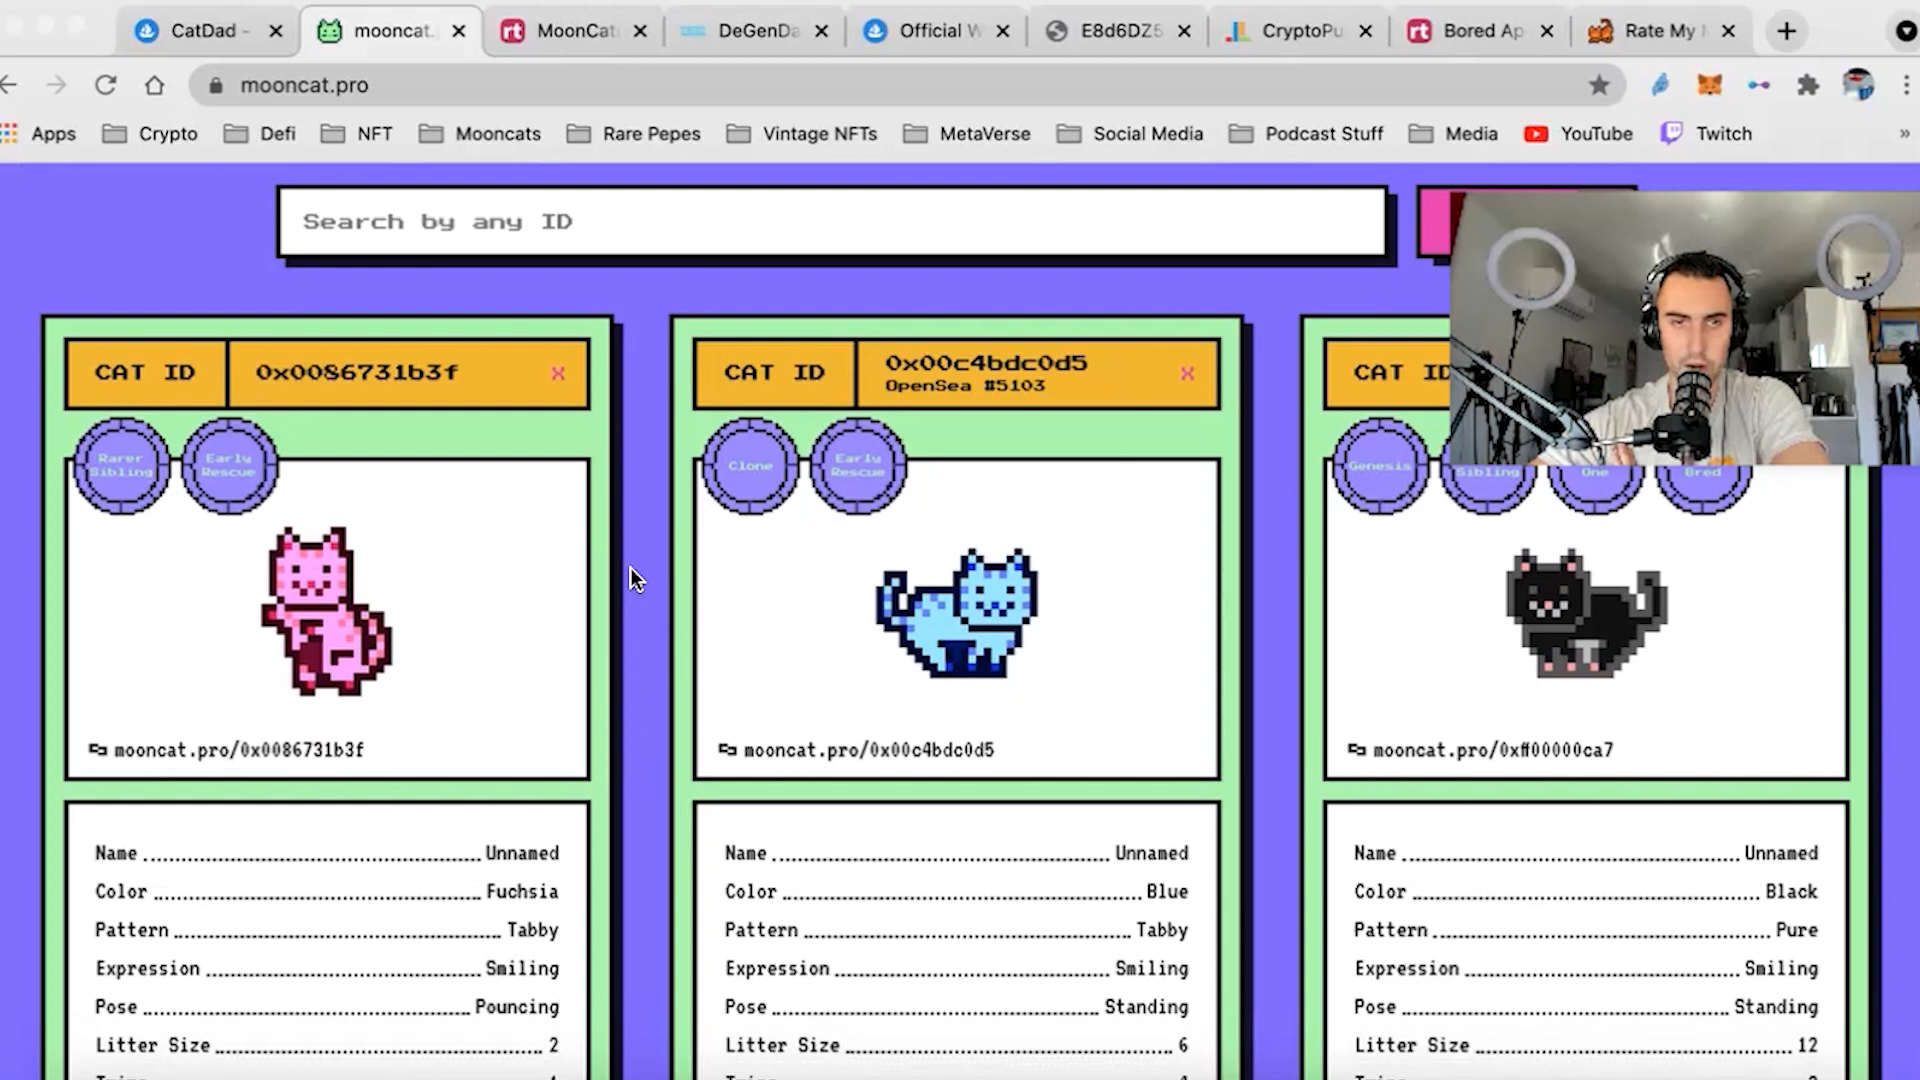 CatDad -
mooncat.
MoonCat
DeGenDa
Official W
E8d6DZ5
CryptoPu
Bored Ap
Rate My
mooncat.pro
Apps
Crypto
Defi
NFT
Mooncats
Rare Pepes
Vintage NFTs
MetaVerse
Social Media
Podcast Stuff
Media
YouTube
Twitch
»
Search by any ID
CAT ID
0x0086731b3f
x
Rarer
Sibling
Early
Rescue
mooncat.pro/0x0086731b3f
Name Unnamed
Color Fuchsia
Pattern Tabby
Expression Smiling
Pose Pouncing
Litter Size 2
CAT ID
0x00c4bdc0d5
OpenSea #5103
x
Clone
Early
Rescue
mooncat.pro/0x00c4bdc0d5
Name Unnamed
Color Blue
Pattern Tabby
Expression Smiling
Pose Standing
Litter Size 6
CAT ID
Genesis
Sibling
One
Bred
mooncat.pro/0xff00000ca7
Name Unnamed
Color Black
Pattern Pure
Expression Smiling
Pose Standing
Litter Size 12